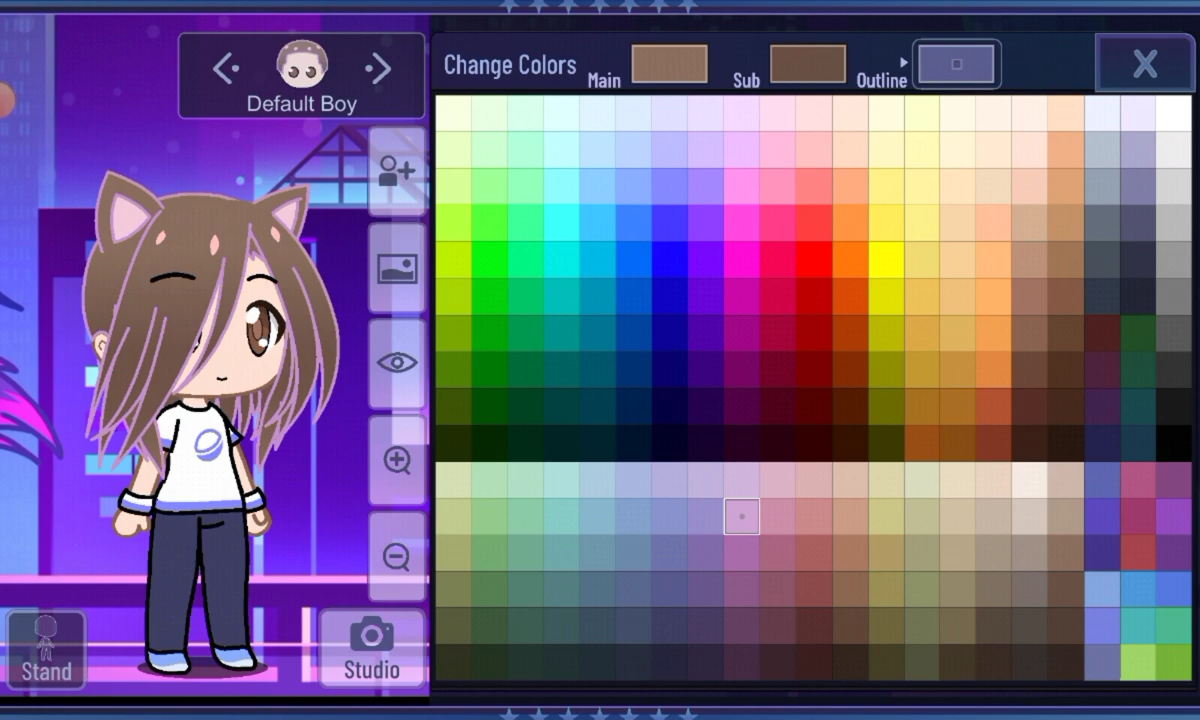 Default Boy
Change Colors
Main
Sub
Outline
X
Stand
Studio